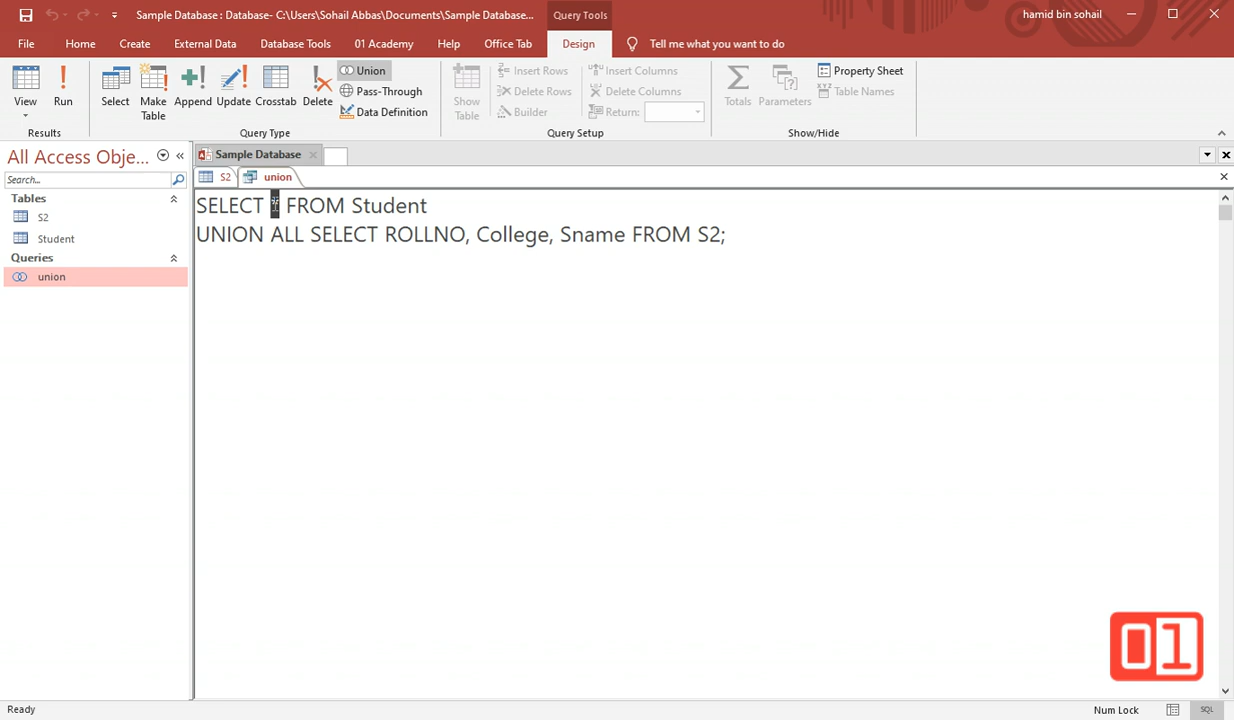 Sample Database : Database- C:\Users\Sohail Abbas\Documents\Sample Database...
Query Tools
hamid bin sohail
File
Home
Create
External Data
Database Tools
01 Academy
Help
Office Tab
Design
Tell me what you want to do
View
Run
Select
Make
Table
Append
Update
Crosstab
Delete
Union
Pass-Through
Data Definition
Show
Table
Insert Rows
Delete Rows
Builder
Insert Columns
Delete Columns
Return:
Totals
Parameters
Property Sheet
Table Names
Results
Query Type
Query Setup
Show/Hide
All Access Obje...
Sample Database
Search...
S2
union
Tables
S2
Student
Queries
union
SELECT * FROM Student
UNION ALL SELECT ROLLNO, College, Sname FROM S2;
01
Ready
Num Lock
SQL